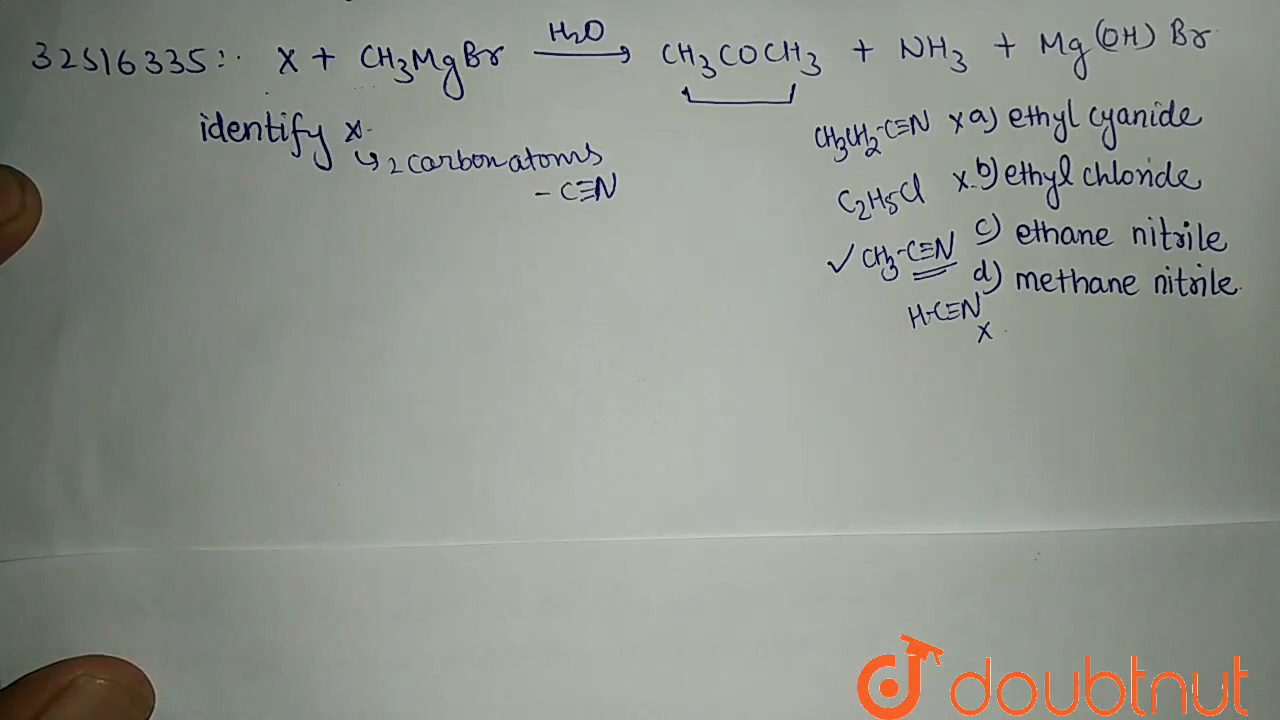 32516335:· X + CH₃MgBr —H₂O→ CH₃COCH₃ + NH₃ + Mg(OH)Br
identify x.
↳ 2 carbon atoms
– C≡N
CH₃CH₂-C≡N x a) ethyl cyanide
C₂H₅Cl x. b) ethyl chloride
✓ CH₃-C≡N c) ethane nitrile
d) methane nitrile.
H-C≡N
x
doubtnut